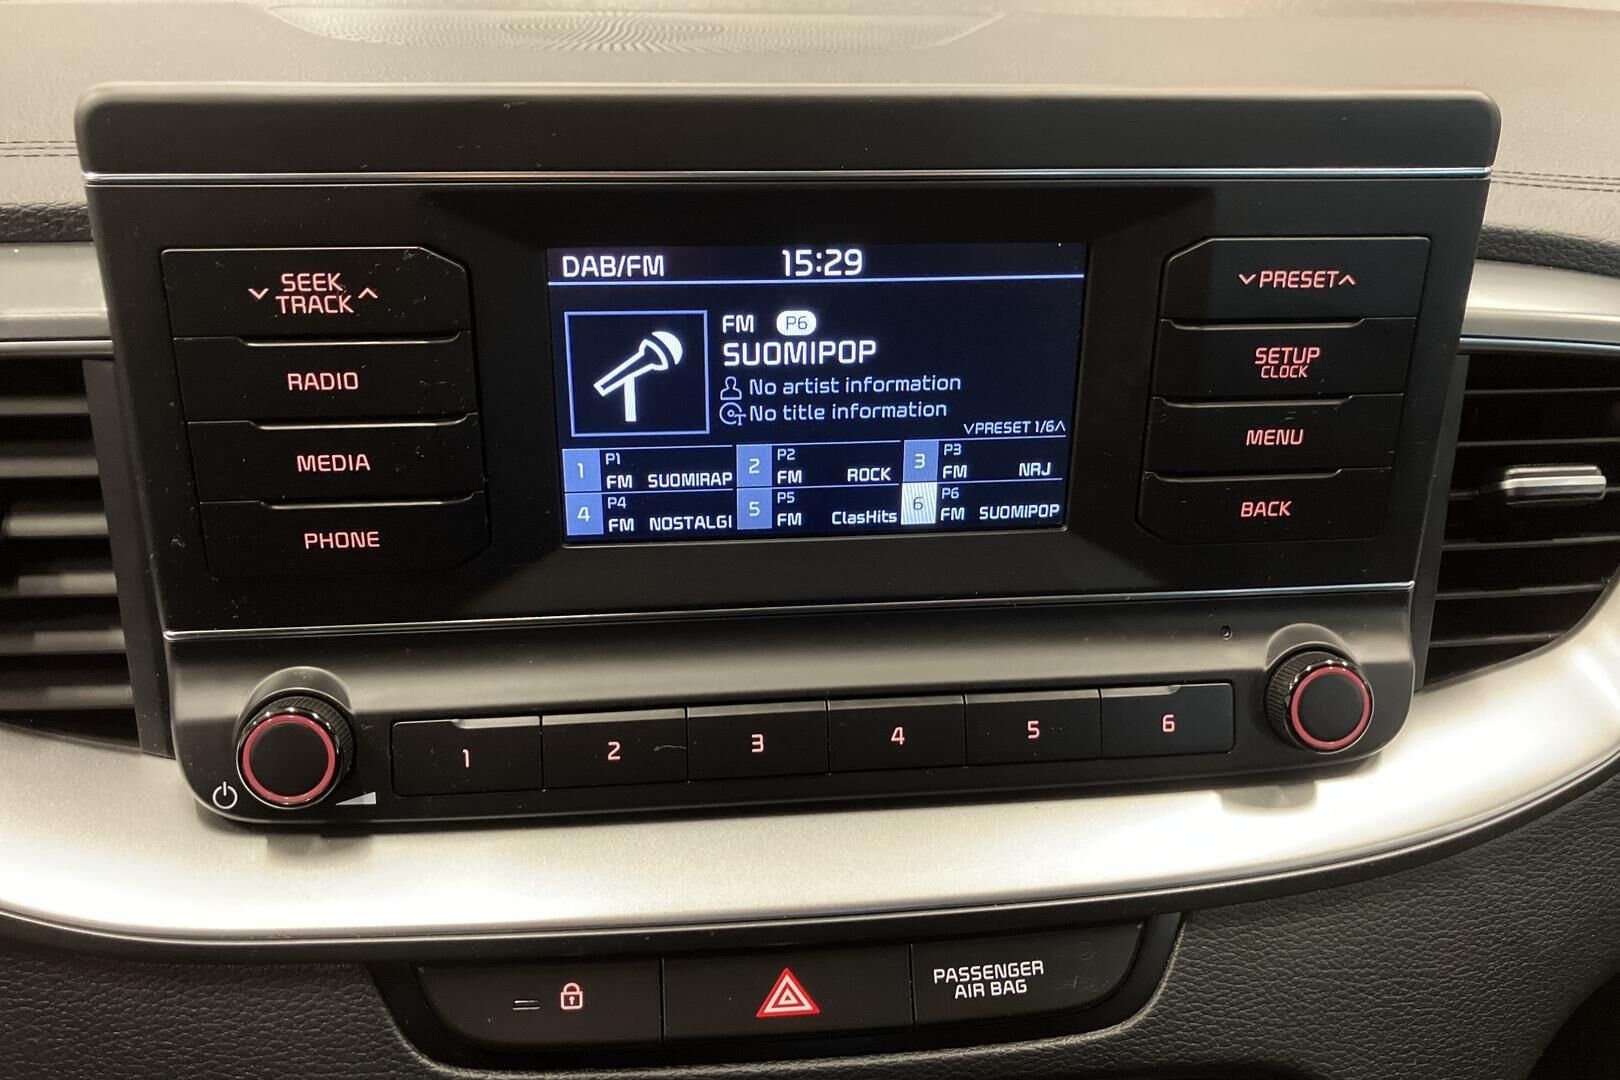 DAB/FM 15:29
SEEK
TRACK
RADIO
MEDIA
PHONE
FM P6
SUOMIPOP
No artist information
No title information
PRESET 1/6
1 P1 FM SUOMIRAP
2 P2 FM ROCK
3 P3 FM NRJ
4 P4 FM NOSTALGI
5 P5 FM ClasHits
6 P6 FM SUOMIPOP
PRESET
SETUP
CLOCK
MENU
BACK
1 2 3 4 5 6
PASSENGER
AIR BAG